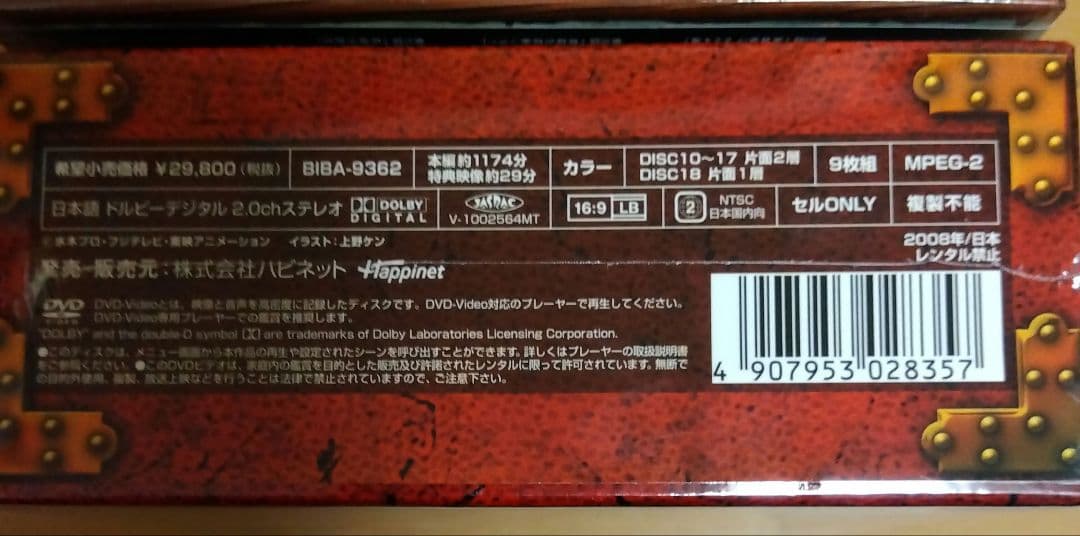 希望小売価格 ¥29,800(税抜) BIBA-9362 本編約1174分 特典映像約29分 カラー DISC10～17 片面2層 DISC18 片面1層 9枚組 MPEG-2
日本語 ドルビーデジタル 2.0chステレオ DOLBY DIGITAL JASRAC V-1002564MT 16:9 LB 2 NTSC 日本国内向 セルONLY 複製不能
水木プロ・フジテレビ・東映アニメーション イラスト:上野ケン
2008年/日本
レンタル禁止
発売・販売元:株式会社ハピネット Happinet
DVD VIDEO
DVD-Videoとは、映像と音声を高密度に記録したディスクです。DVD-Video対応のプレーヤーで再生してください。
DVD-Video専用プレーヤーでの鑑賞を推奨します。
"DOLBY" and the double-D symbol are trademarks of Dolby Laboratories Licensing Corporation.
●このディスクは、メニュー画面から本作品の再生や設定されたシーンを呼び出すことができます。詳しくはプレーヤーの取扱説明書
をご参照ください。●このDVDビデオは、家庭内の鑑賞を目的とした販売及び許諾されたレンタルに限って許可されています。無断で
の目的外使用、複製、放送上映などを行うことは法律で禁止されていますので、ご注意下さい。
4 907953 028357